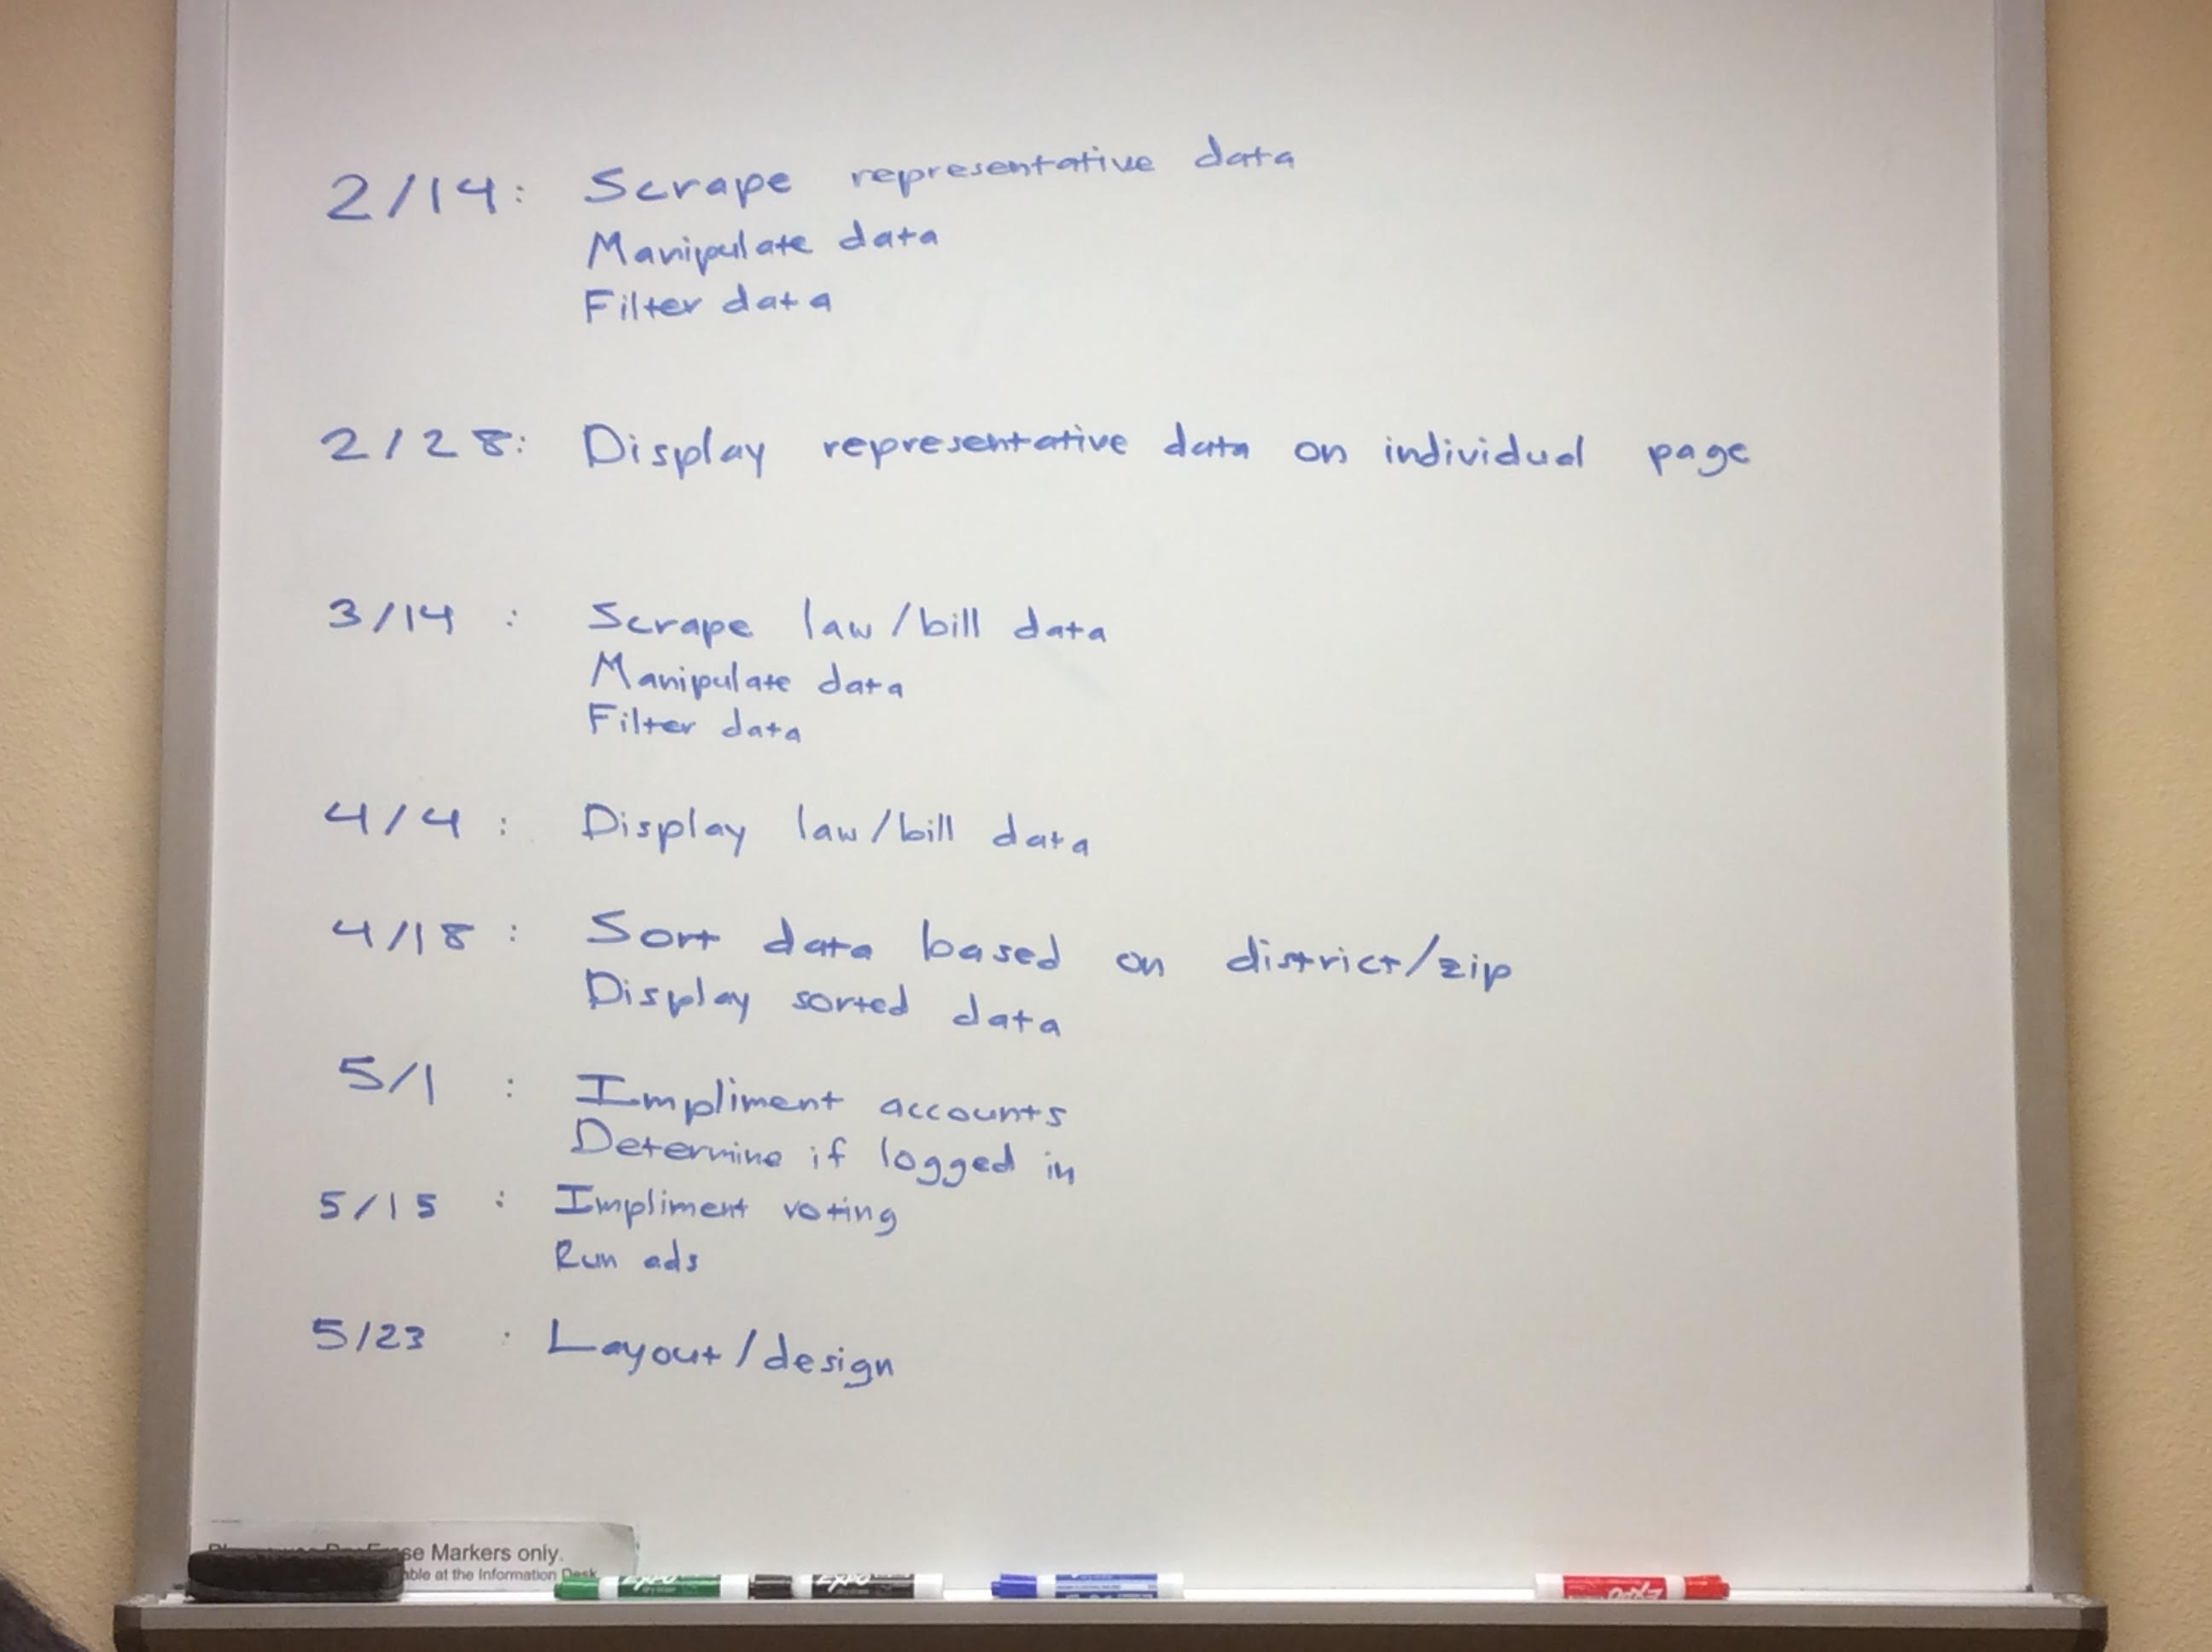 2/14: Scrape representative data
Manipulate data
Filter data
2/28: Display representative data on individual page
3/14 : Scrape law/bill data
Manipulate data
Filter data
4/4 : Display law/bill data
4/18 : Sort data based on district/zip
Display sorted data
5/1 : Impliment accounts
Determine if logged in
5/15 : Impliment voting
Run ads
5/23 : Layout/design
se Markers only.
able at the Information Desk
EXPO
EXPO
EXPO